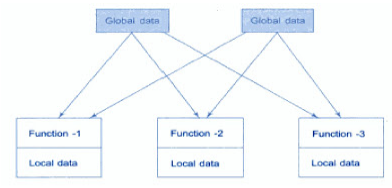 Global data Global data
Function -1 Function -2 Function -3
Local data Local data Local data